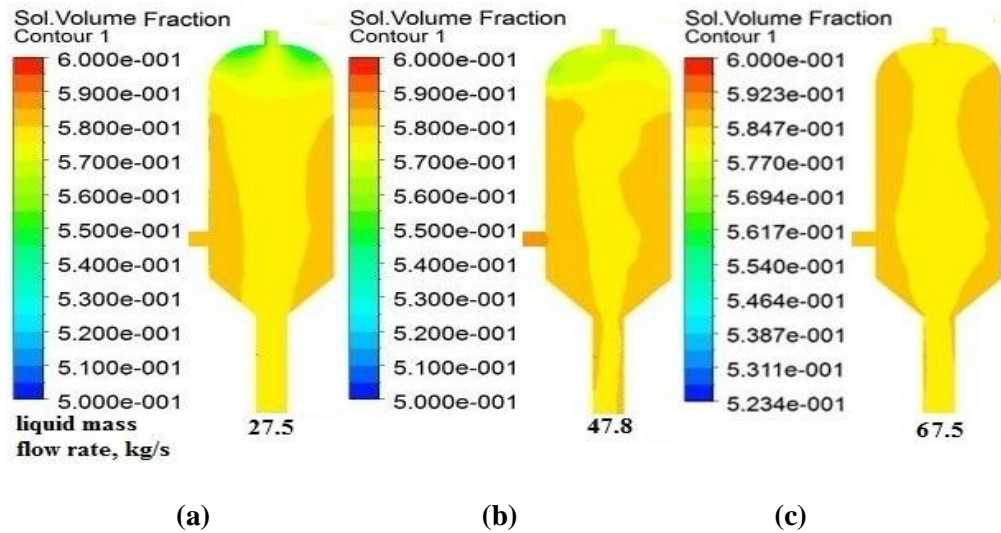 Sol.Volume Fraction
Contour 1
6.000e-001
5.900e-001
5.800e-001
5.700e-001
5.600e-001
5.500e-001
5.400e-001
5.300e-001
5.200e-001
5.100e-001
5.000e-001
liquid mass
flow rate, kg/s
27.5
(a)
Sol.Volume Fraction
Contour 1
6.000e-001
5.900e-001
5.800e-001
5.700e-001
5.600e-001
5.500e-001
5.400e-001
5.300e-001
5.200e-001
5.100e-001
5.000e-001
47.8
(b)
Sol.Volume Fraction
Contour 1
6.000e-001
5.923e-001
5.847e-001
5.770e-001
5.694e-001
5.617e-001
5.540e-001
5.464e-001
5.387e-001
5.311e-001
5.234e-001
67.5
(c)